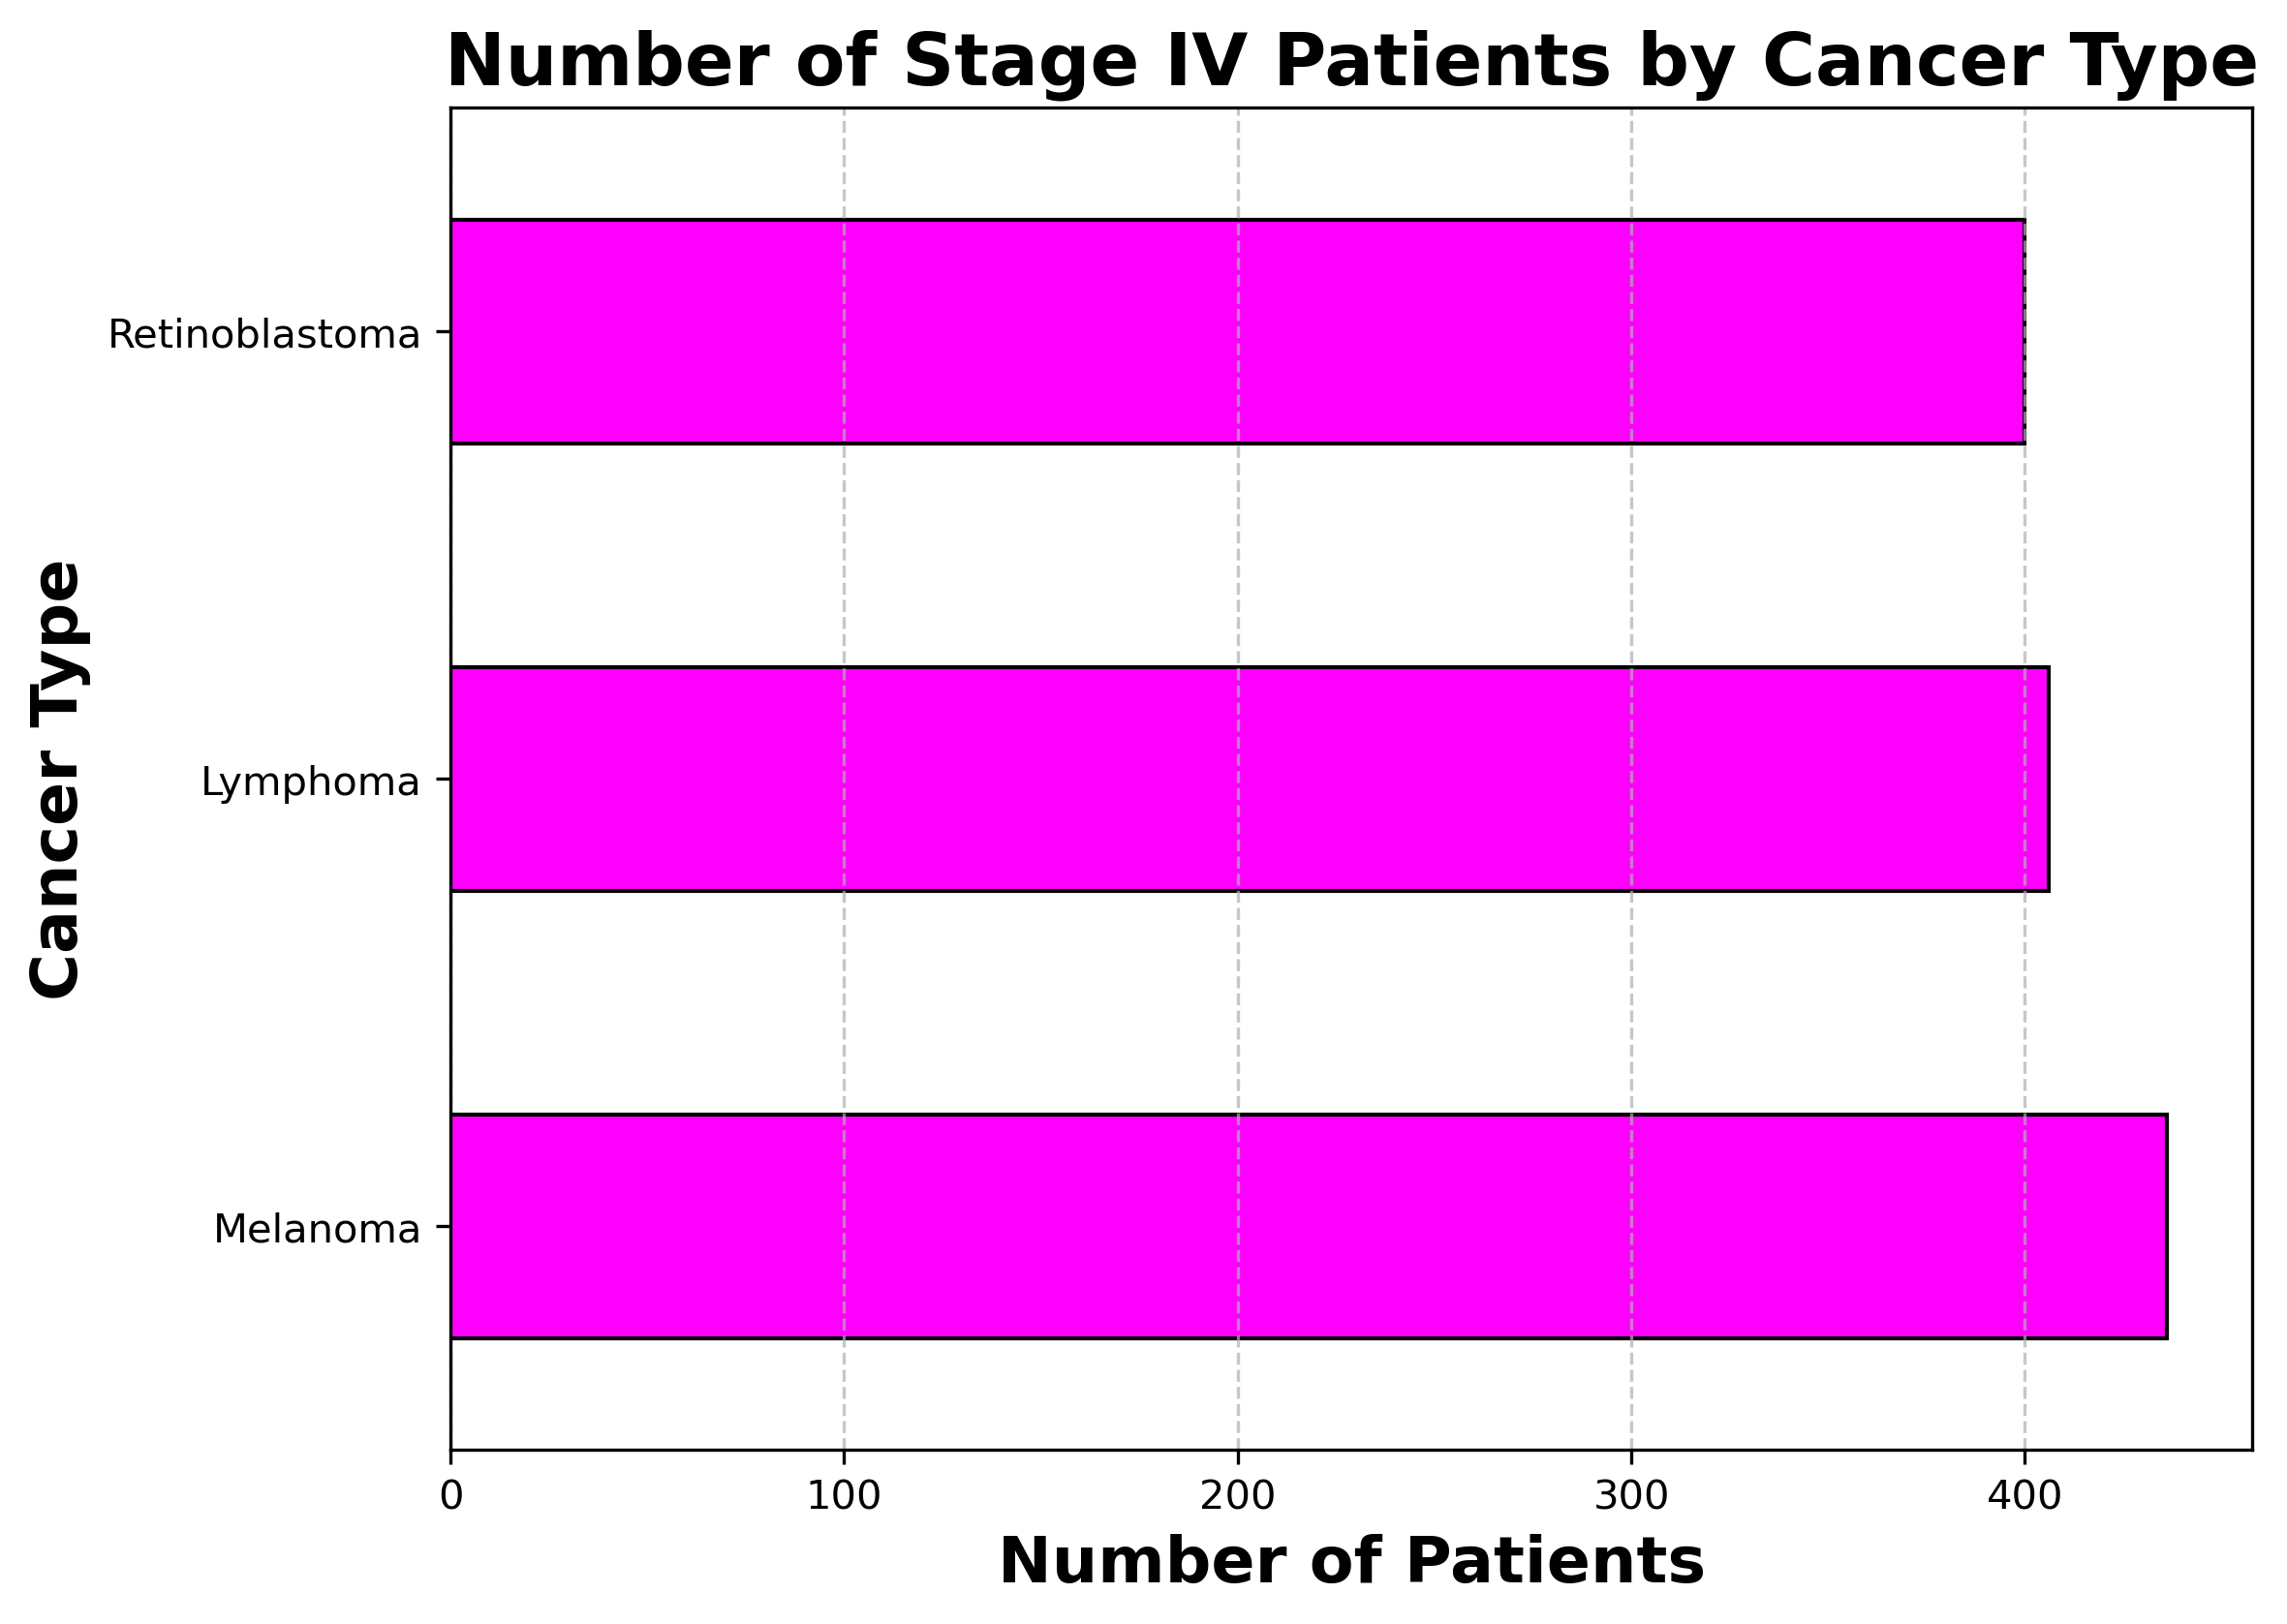 Number of Stage IV Patients by Cancer Type
Cancer Type
Retinoblastoma
Lymphoma
Melanoma
0 100 200 300 400
Number of Patients